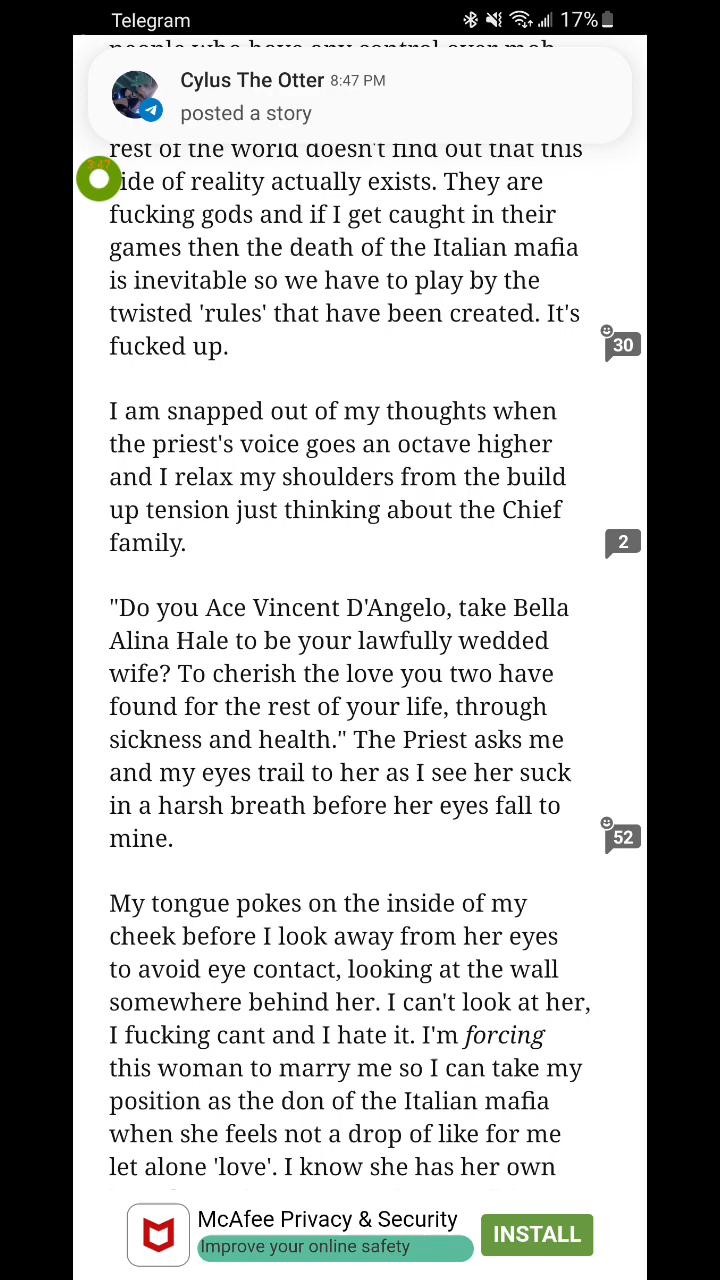 Telegram
17%
people who have any control over mob
Cylus The Otter 8:47 PM
posted a story
rest of the world doesn't find out that this
ide of reality actually exists. They are
fucking gods and if I get caught in their
games then the death of the Italian mafia
is inevitable so we have to play by the
twisted 'rules' that have been created. It's
fucked up.
30
I am snapped out of my thoughts when
the priest's voice goes an octave higher
and I relax my shoulders from the build
up tension just thinking about the Chief
family.
2
"Do you Ace Vincent D'Angelo, take Bella
Alina Hale to be your lawfully wedded
wife? To cherish the love you two have
found for the rest of your life, through
sickness and health." The Priest asks me
and my eyes trail to her as I see her suck
in a harsh breath before her eyes fall to
mine.
52
My tongue pokes on the inside of my
cheek before I look away from her eyes
to avoid eye contact, looking at the wall
somewhere behind her. I can't look at her,
I fucking cant and I hate it. I'm forcing
this woman to marry me so I can take my
position as the don of the Italian mafia
when she feels not a drop of like for me
let alone 'love'. I know she has her own
McAfee Privacy & Security
Improve your online safety
INSTALL